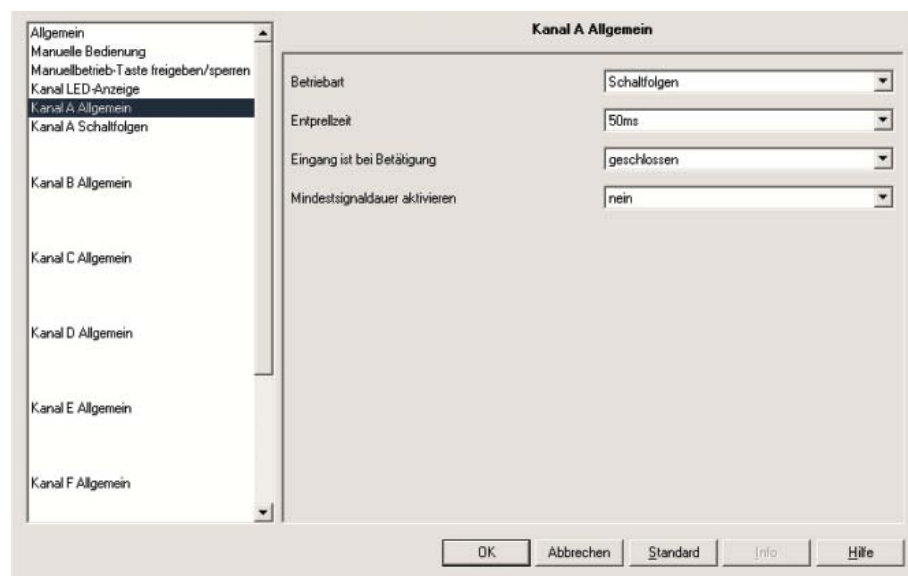 Allgemein
Manuelle Bedienung
Manuellbetrieb-Taste freigeben/sperren
Kanal LED-Anzeige
Kanal A Allgemein
Kanal A Schaltfolgen
Kanal B Allgemein
Kanal C Allgemein
Kanal D Allgemein
Kanal E Allgemein
Kanal F Allgemein
Kanal A Allgemein
Betriebart Schaltfolgen
Entprellzeit 50ms
Eingang ist bei Betätigung geschlossen
Mindestsignaldauer aktivieren nein
OK Abbrechen Standard Info Hilfe